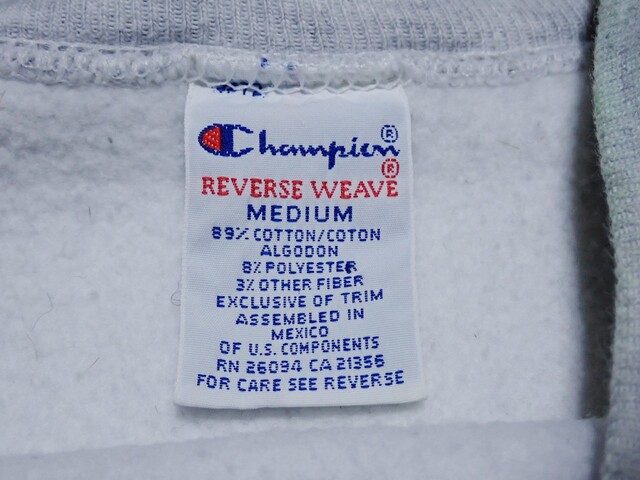 Champion®
®
REVERSE WEAVE
MEDIUM
89% COTTON/COTON
ALGODON
8% POLYESTER
3% OTHER FIBER
EXCLUSIVE OF TRIM
ASSEMBLED IN
MEXICO
OF U.S. COMPONENTS
RN 26094 CA 21356
FOR CARE SEE REVERSE